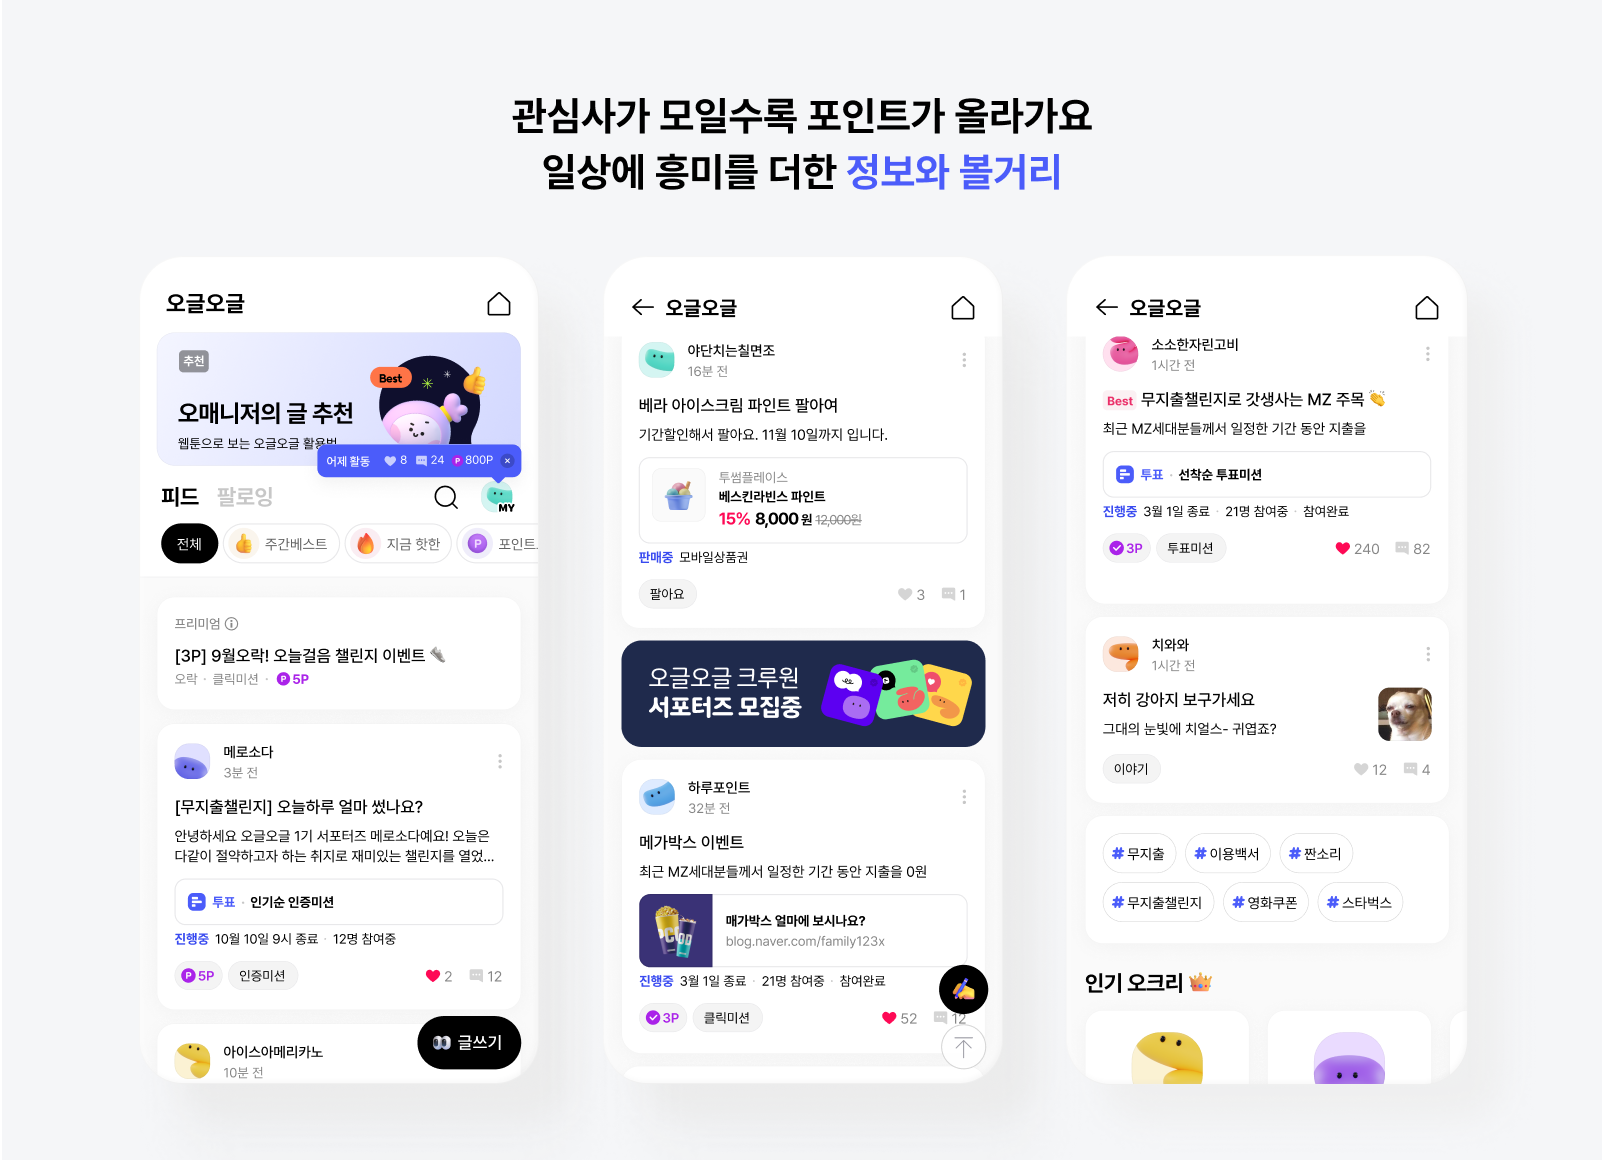 관심사가 모일수록 포인트가 올라가요
일상에 흥미를 더한 정보와 볼거리
오글오글
추천
오매니저의 글 추천
웹툰으로 보는 오글오글 활용법
Best
어제 활동 8 24 P 800P ×
피드 팔로잉
MY
전체 주간베스트 지금 핫한 P 포인트.
프리미엄
[3P] 9월오락! 오늘걸음 챌린지 이벤트
오락 · 클릭미션 · P 5P
메로소다
3분 전
[무지출챌린지] 오늘하루 얼마 썼나요?
안녕하세요 오글오글 1기 서포터즈 메로소다예요! 오늘은
다같이 절약하고자 하는 취지로 재미있는 챌린지를 열었...
투표 · 인기순 인증미션
진행중 10월 10일 9시 종료 · 12명 참여중
P 5P 인증미션 2 12
아이스아메리카노
10분 전
글쓰기
오글오글
야단치는칠면조
16분 전
베라 아이스크림 파인트 팔아여
기간할인해서 팔아요. 11월 10일까지 입니다.
투썸플레이스
베스킨라빈스 파인트
15% 8,000 원 12,000원
판매중 모바일상품권
팔아요 3 1
오글오글 크루원
서포터즈 모집중
하루포인트
32분 전
메가박스 이벤트
최근 MZ세대분들께서 일정한 기간 동안 지출을 0원
매가박스 얼마에 보시나요?
blog.naver.com/family123x
진행중 3월 1일 종료 · 21명 참여중 · 참여완료
3P 클릭미션 52 12
오글오글
소소한자린고비
1시간 전
Best 무지출챌린지로 갓생사는 MZ 주목
최근 MZ세대분들께서 일정한 기간 동안 지출을
투표 · 선착순 투표미션
진행중 3월 1일 종료 · 21명 참여중 · 참여완료
3P 투표미션 240 82
치와와
1시간 전
저히 강아지 보구가세요
그대의 눈빛에 치얼스- 귀엽죠?
이야기 12 4
# 무지출 # 이용백서 # 짠소리
# 무지출챌린지 # 영화쿠폰 # 스타벅스
인기 오크리